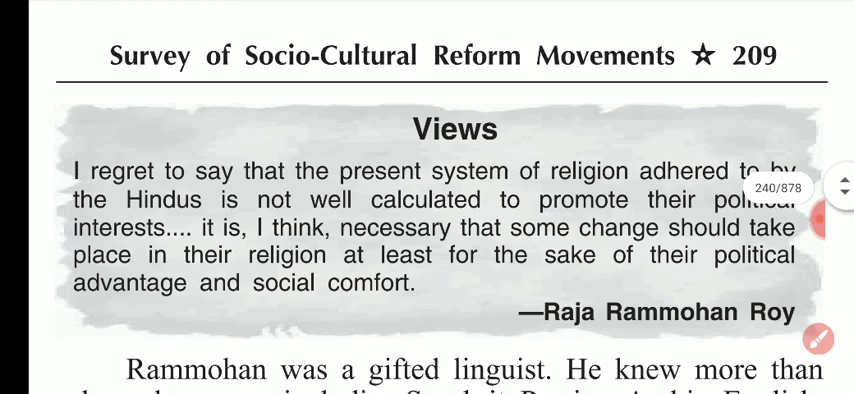 Survey of Socio-Cultural Reform Movements ☆ 209
Views
I regret to say that the present system of religion adhered to by
240/878
the Hindus is not well calculated to promote their political
interests.... it is, I think, necessary that some change should take
place in their religion at least for the sake of their political
advantage and social comfort.
—Raja Rammohan Roy
Rammohan was a gifted linguist. He knew more than